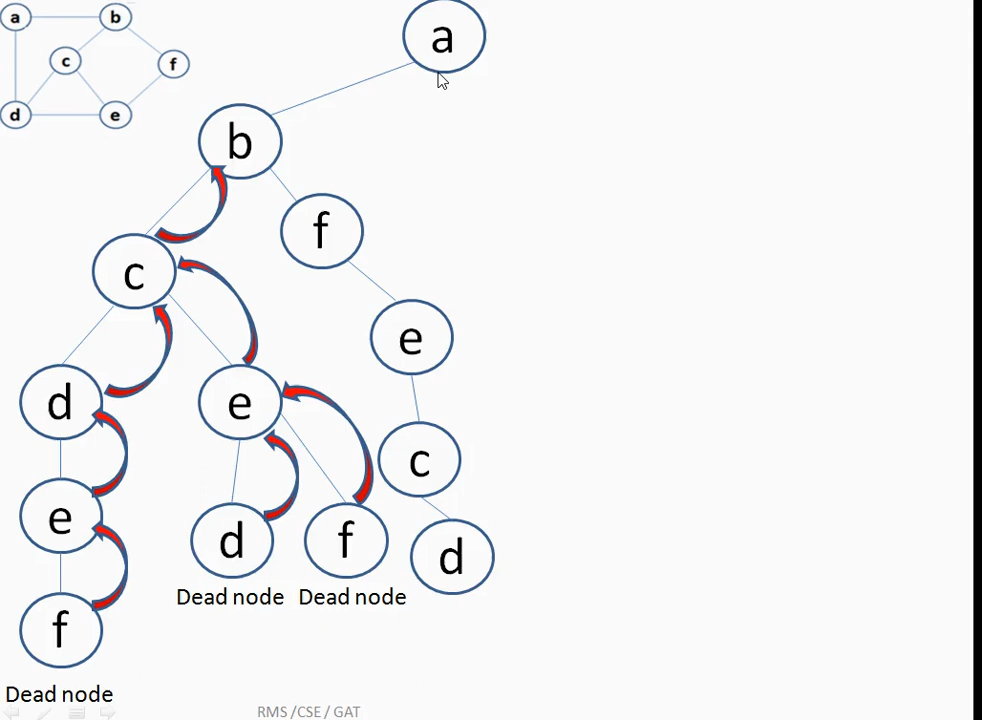 a b
c f
d e
a
b
f
c
e
d e
c
e d f d
Dead node Dead node
f
Dead node
RMS /CSE / GAT